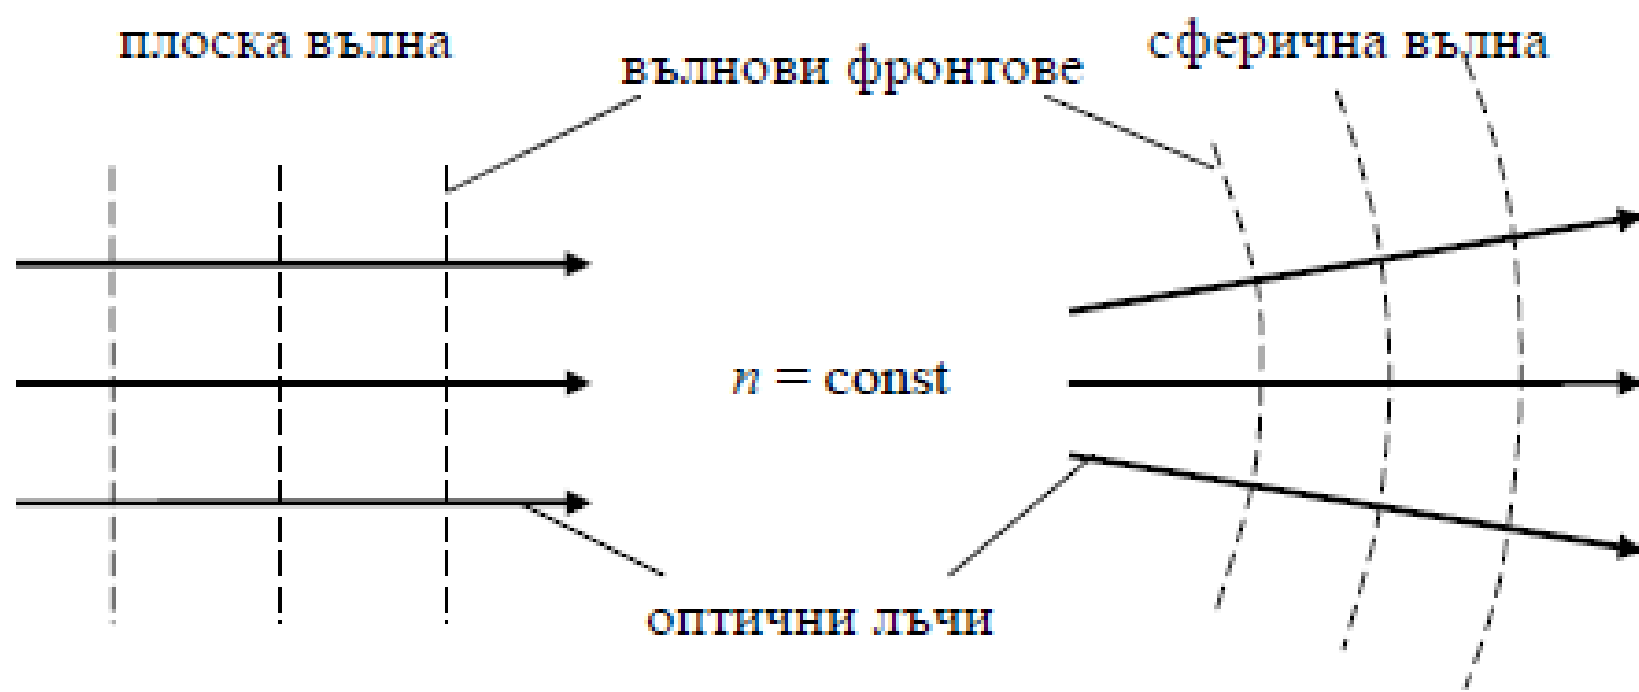 плоска вълна
вълнови фронтове
сферична вълна
n = const
оптични лъчи